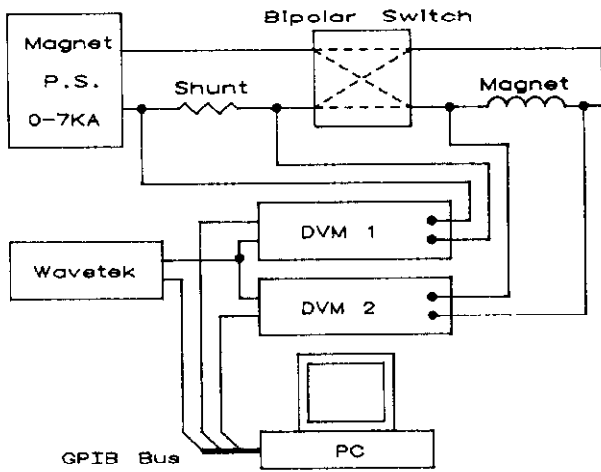 Bipolar Switch
Magnet
P.S.
0-7KA
Shunt
Magnet
DVM 1
Wavetek
DVM 2
PC
GPIB Bus